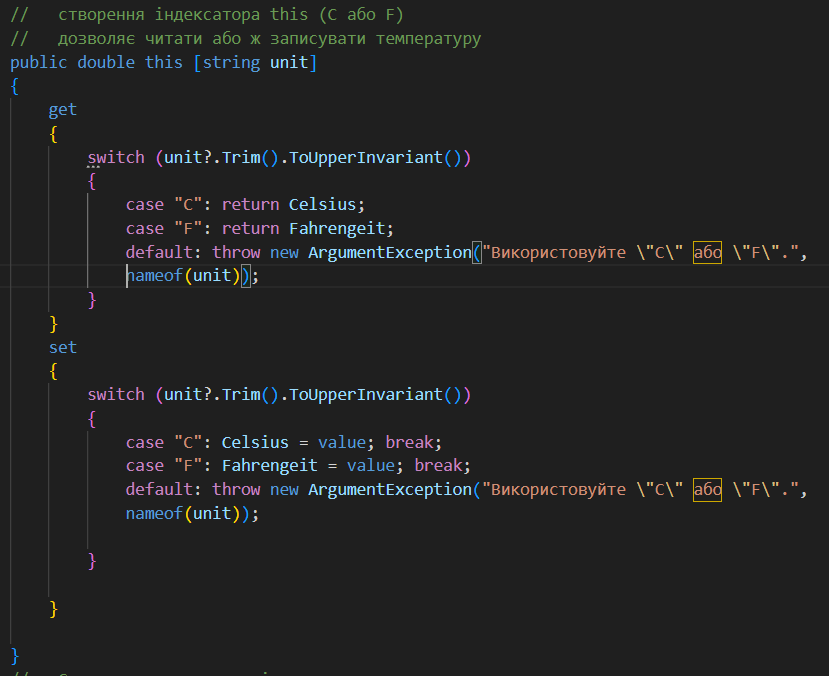 //   створення індексатора this (C або F)
//   дозволяє читати або ж записувати температуру
public double this [string unit]
{
    get
    {
        switch (unit?.Trim().ToUpperInvariant())
        {
            case "C": return Celsius;
            case "F": return Fahrengeit;
            default: throw new ArgumentException("Використовуйте \"C\" або \"F\".",
            nameof(unit));
        }
    }
    set
    {
        switch (unit?.Trim().ToUpperInvariant())
        {
            case "C": Celsius = value; break;
            case "F": Fahrengeit = value; break;
            default: throw new ArgumentException("Використовуйте \"C\" або \"F\".",
            nameof(unit));
        }
    }
}